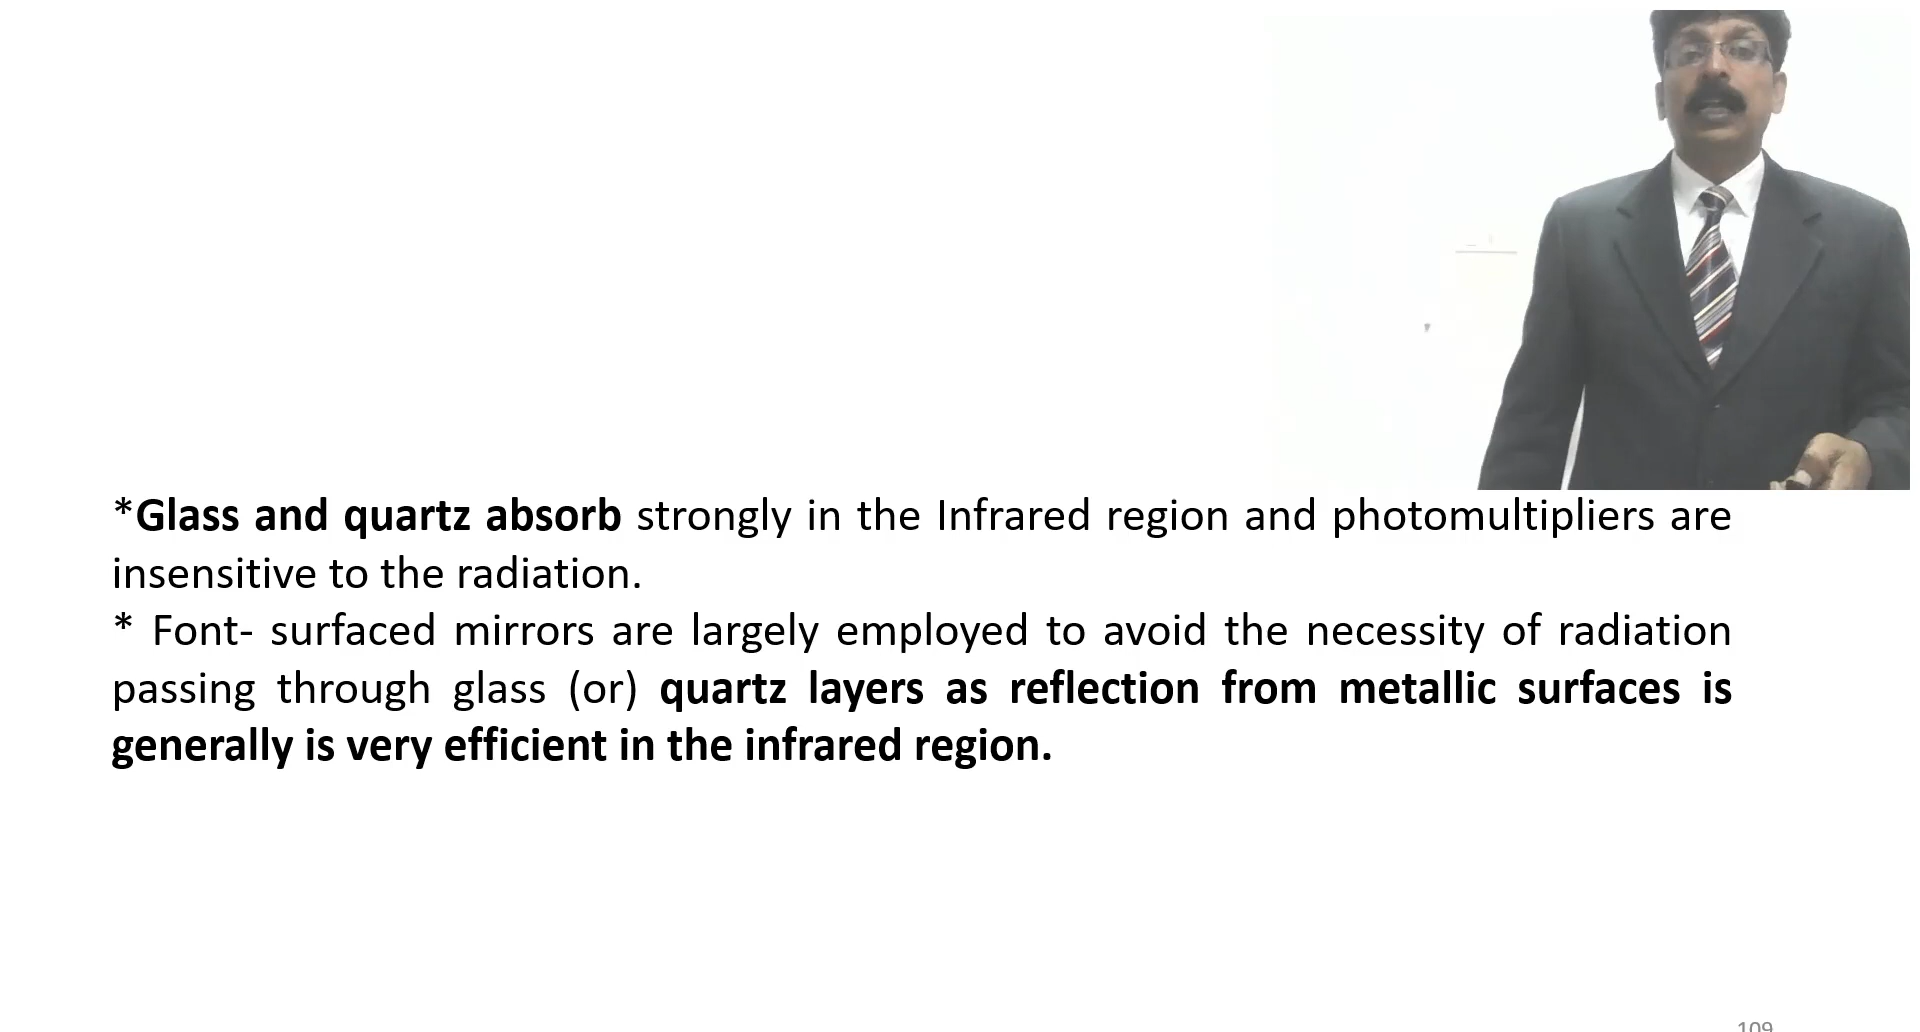 *Glass and quartz absorb strongly in the Infrared region and photomultipliers are
insensitive to the radiation.
* Font- surfaced mirrors are largely employed to avoid the necessity of radiation
passing through glass (or) quartz layers as reflection from metallic surfaces is
generally is very efficient in the infrared region.
109